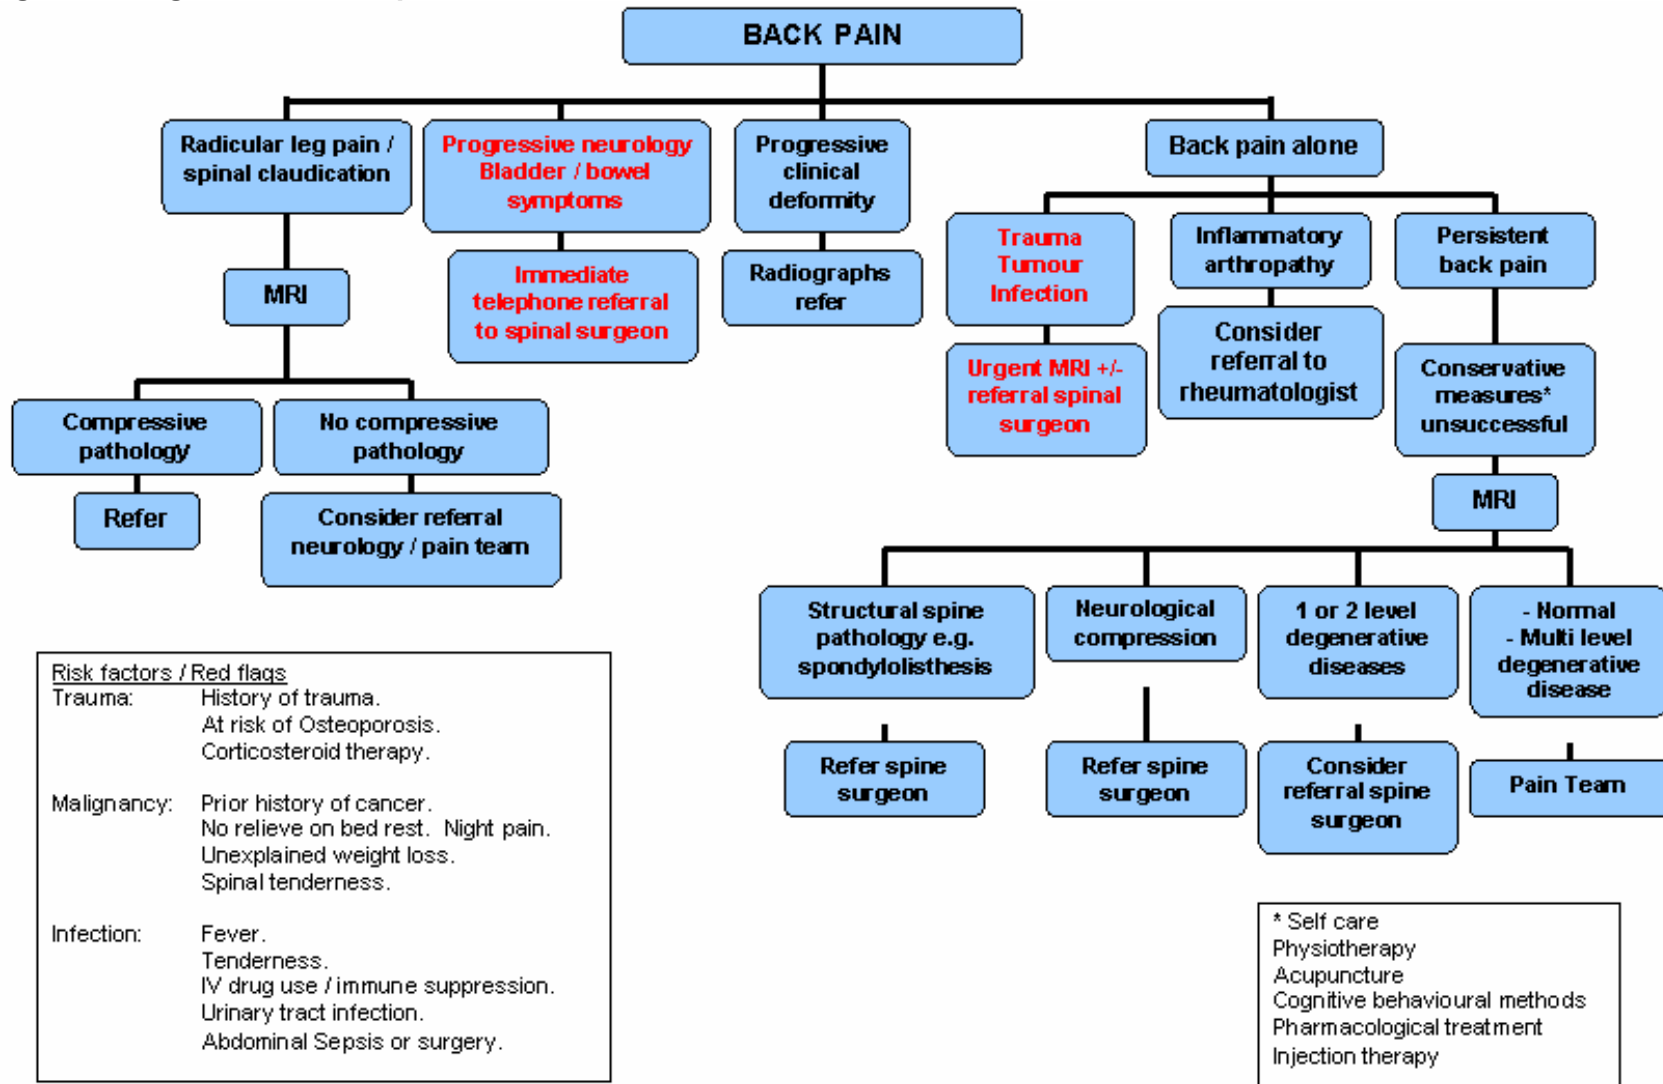 BACK PAIN
Radicular leg pain /
spinal claudication
Progressive neurology
Bladder / bowel
symptoms
Progressive
clinical
deformity
Back pain alone
MRI
Immediate
telephone referral
to spinal surgeon
Radiographs
refer
Trauma
Tumour
Infection
Inflammatory
arthropathy
Persistent
back pain
Urgent MRI +/-
referral spinal
surgeon
Consider
referral to
rheumatologist
Conservative
measures*
unsuccessful
Compressive
pathology
No compressive
pathology
Refer
Consider referral
neurology / pain team
MRI
Structural spine
pathology e.g.
spondylolisthesis
Neurological
compression
1 or 2 level
degenerative
diseases
- Normal
- Multi level
degenerative
disease
Refer spine
surgeon
Refer spine
surgeon
Consider
referral spine
surgeon
Pain Team
Risk factors / Red flags
Trauma: History of trauma.
At risk of Osteoporosis.
Corticosteroid therapy.
Malignancy: Prior history of cancer.
No relieve on bed rest. Night pain.
Unexplained weight loss.
Spinal tenderness.
Infection: Fever.
Tenderness.
IV drug use / immune suppression.
Urinary tract infection.
Abdominal Sepsis or surgery.
* Self care
Physiotherapy
Acupuncture
Cognitive behavioural methods
Pharmacological treatment
Injection therapy